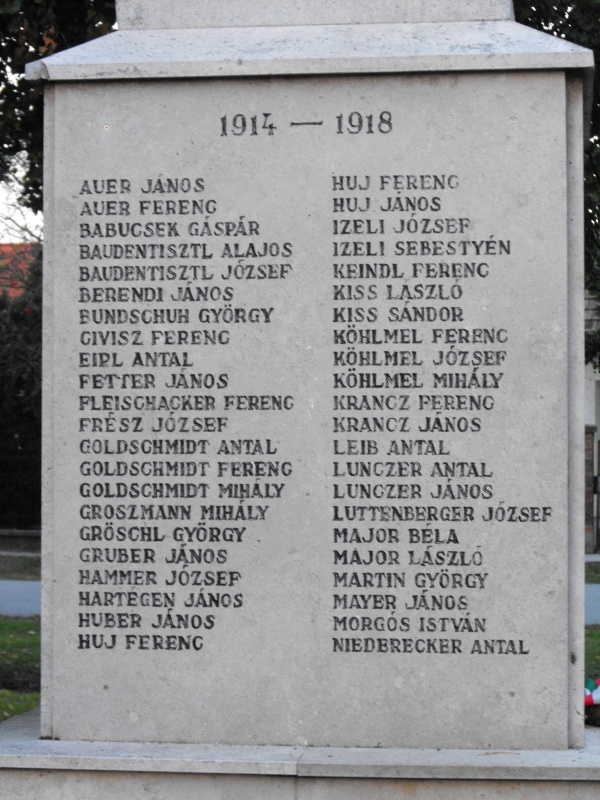 1914 — 1918
AUER JÁNOS
AUER FERENC
BABUCSEK GÁSPÁR
BAUDENTISZTL ALAJOS
BAUDENTISZTL JÓZSEF
BERENDI JÁNOS
BUNDSCHUH GYÖRGY
CIVISZ FERENC
EIPL ANTAL
FETTER JÁNOS
FLEISCHACKER FERENC
FRÉSZ JÓZSEF
GOLDSCHMIDT ANTAL
GOLDSCHMIDT FERENC
GOLDSCHMIDT MIHÁLY
GROSZMANN MIHÁLY
GRÖSCHL GYÖRGY
GRUBER JÁNOS
HAMMER JÓZSEF
HARTÉGEN JÁNOS
HUBER JÁNOS
HUJ FERENC
HUJ FERENC
HUJ JÁNOS
IZELI JÓZSEF
IZELI SEBESTYÉN
KEINDL FERENC
KISS LÁSZLÓ
KISS SÁNDOR
KÖHLMEL FERENC
KÖHLMEL JÓZSEF
KÖHLMEL MIHÁLY
KRANCZ FERENC
KRANCZ JÁNOS
LEIB ANTAL
LUNCZER ANTAL
LUNCZER JÁNOS
LUTTENBERGER JÓZSEF
MAJOR BÉLA
MAJOR LÁSZLÓ
MARTIN GYÖRGY
MAYER JÁNOS
MORGÓS ISTVÁN
NIEDERECKER ANTAL